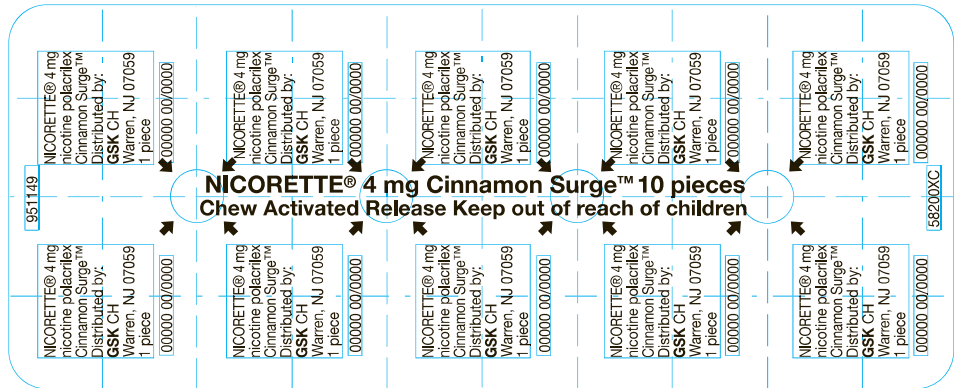 NICORETTE® 4 mg
nicotine polacrilex
Cinnamon Surge™
Distributed by:
GSK CH
Warren, NJ 07059
1 piece
00000 00/0000
NICORETTE® 4 mg
nicotine polacrilex
Cinnamon Surge™
Distributed by:
GSK CH
Warren, NJ 07059
1 piece
00000 00/0000
NICORETTE® 4 mg
nicotine polacrilex
Cinnamon Surge™
Distributed by:
GSK CH
Warren, NJ 07059
1 piece
00000 00/0000
NICORETTE® 4 mg
nicotine polacrilex
Cinnamon Surge™
Distributed by:
GSK CH
Warren, NJ 07059
1 piece
00000 00/0000
NICORETTE® 4 mg
nicotine polacrilex
Cinnamon Surge™
Distributed by:
GSK CH
Warren, NJ 07059
1 piece
00000 00/0000
951149
NICORETTE® 4 mg Cinnamon Surge™ 10 pieces
Chew Activated Release Keep out of reach of children
58200XC
NICORETTE® 4 mg
nicotine polacrilex
Cinnamon Surge™
Distributed by:
GSK CH
Warren, NJ 07059
1 piece
00000 00/0000
NICORETTE® 4 mg
nicotine polacrilex
Cinnamon Surge™
Distributed by:
GSK CH
Warren, NJ 07059
1 piece
00000 00/0000
NICORETTE® 4 mg
nicotine polacrilex
Cinnamon Surge™
Distributed by:
GSK CH
Warren, NJ 07059
1 piece
00000 00/0000
NICORETTE® 4 mg
nicotine polacrilex
Cinnamon Surge™
Distributed by:
GSK CH
Warren, NJ 07059
1 piece
00000 00/0000
NICORETTE® 4 mg
nicotine polacrilex
Cinnamon Surge™
Distributed by:
GSK CH
Warren, NJ 07059
1 piece
00000 00/0000